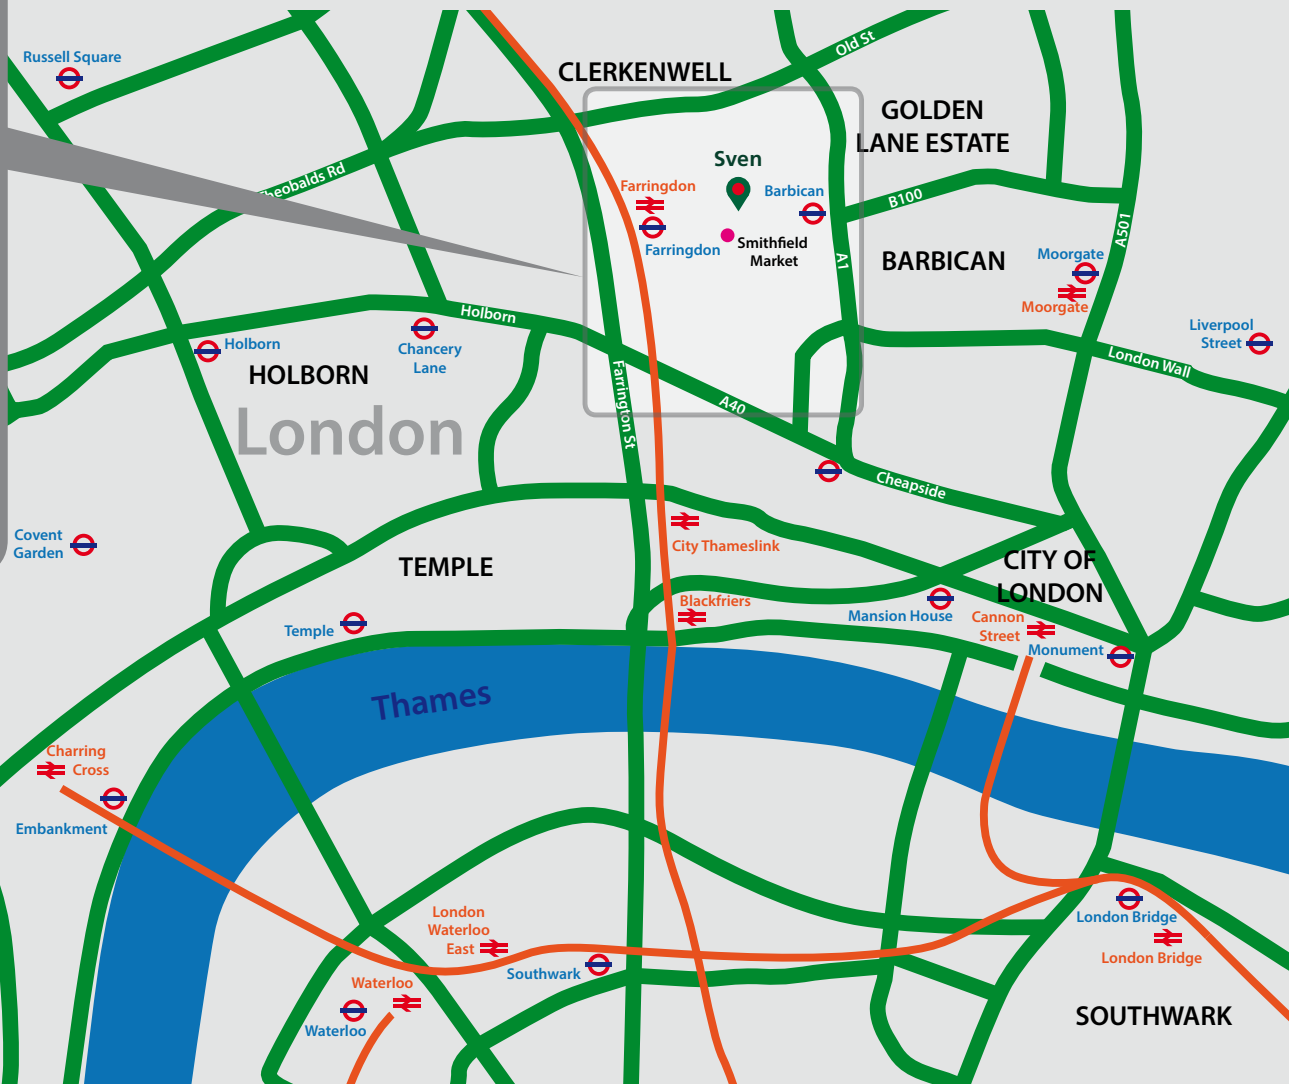 Russell Square
CLERKENWELL
Old St
GOLDEN
LANE ESTATE
Theobalds Rd
Sven
Farringdon
Barbican
Farringdon
Smithfield
Market
B100
A501
A1
BARBICAN
Moorgate
Moorgate
Liverpool
Street
Holborn
Holborn
Chancery
Lane
HOLBORN
London
Farrington St
A40
London Wall
Cheapside
Covent
Garden
City Thameslink
TEMPLE
CITY OF
LONDON
Temple
Blackfriers
Mansion House
Cannon
Street
Monument
Thames
Charring
Cross
Embankment
London
Waterloo
East
Southwark
Waterloo
Waterloo
London Bridge
London Bridge
SOUTHWARK